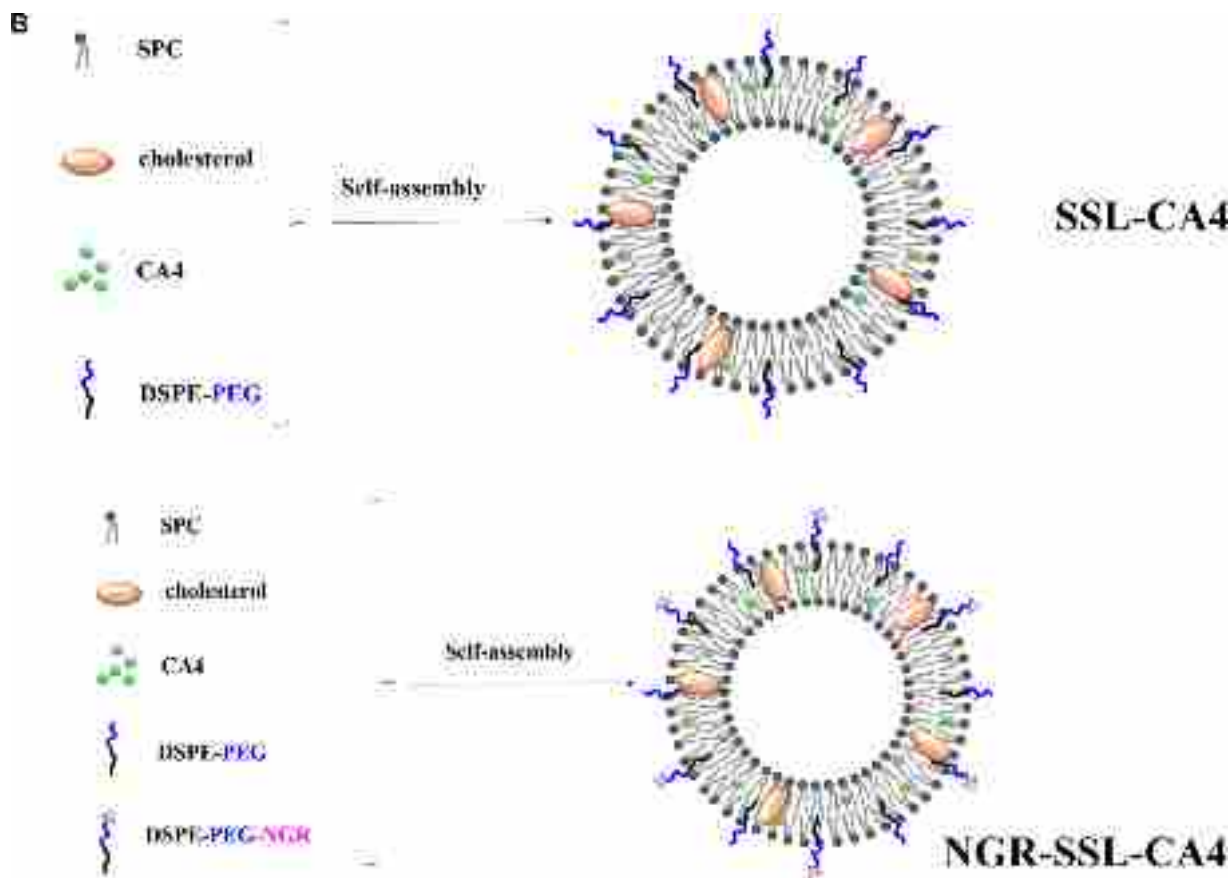 B
SPC
cholesterol
Self-assembly
SSL-CA4
CA4
DSPE-PEG
SPC
cholesterol
Self-assembly
CA4
DSPE-PEG
DSPE-PEG-NGR
NGR-SSL-CA4